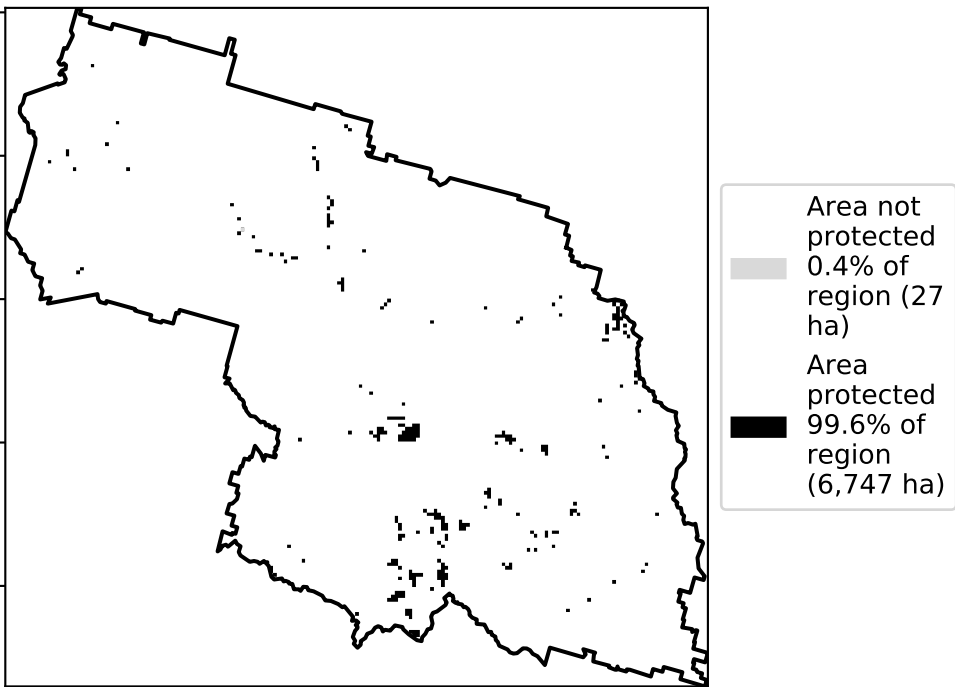 Area not
protected
0.4% of
region (27
ha)
Area
protected
99.6% of
region
(6,747 ha)